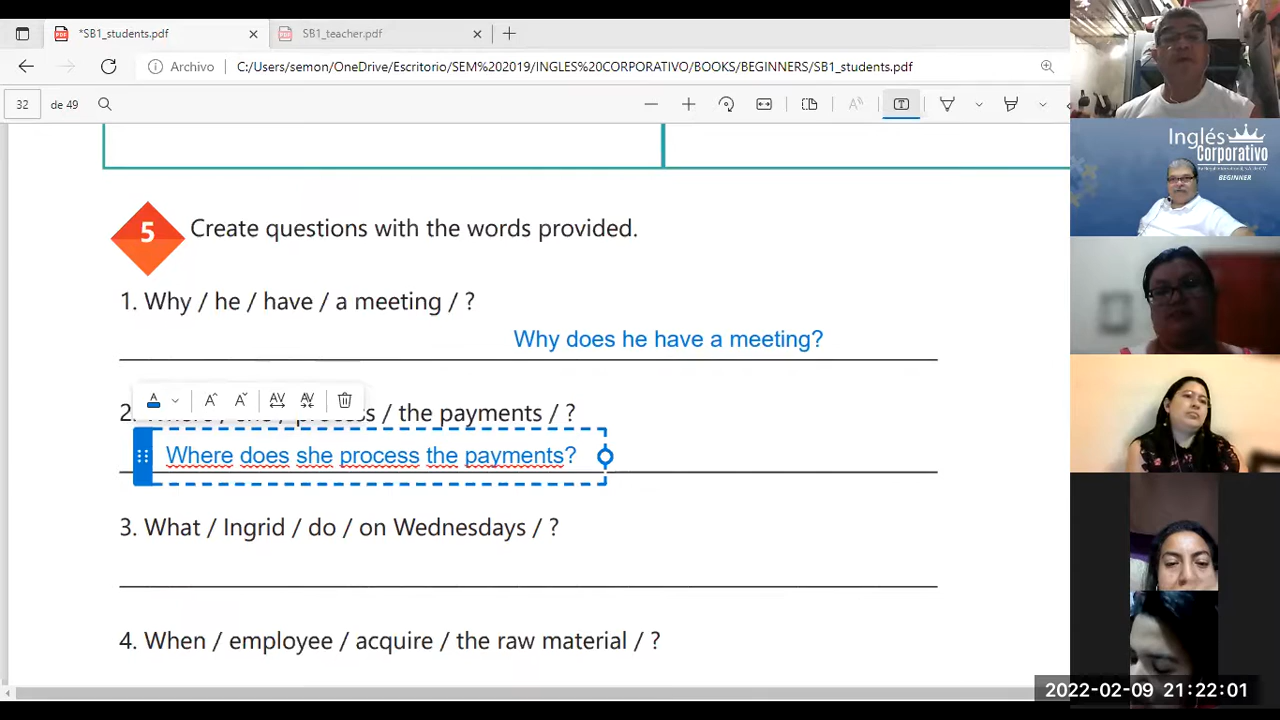 *SB1_students.pdf
SB1_teacher.pdf
Archivo C:/Users/semon/OneDrive/Escritorio/SEM%202019/INGLES%20CORPORATIVO/BOOKS/BEGINNERS/SB1_students.pdf
32 de 49
5 Create questions with the words provided.
1. Why / he / have / a meeting / ?
Why does he have a meeting?
2. Where / she / process / the payments / ?
Where does she process the payments?
3. What / Ingrid / do / on Wednesdays / ?
4. When / employee / acquire / the raw material / ?
Inglés
Corporativo
BEGINNER
2022-02-09 21:22:01